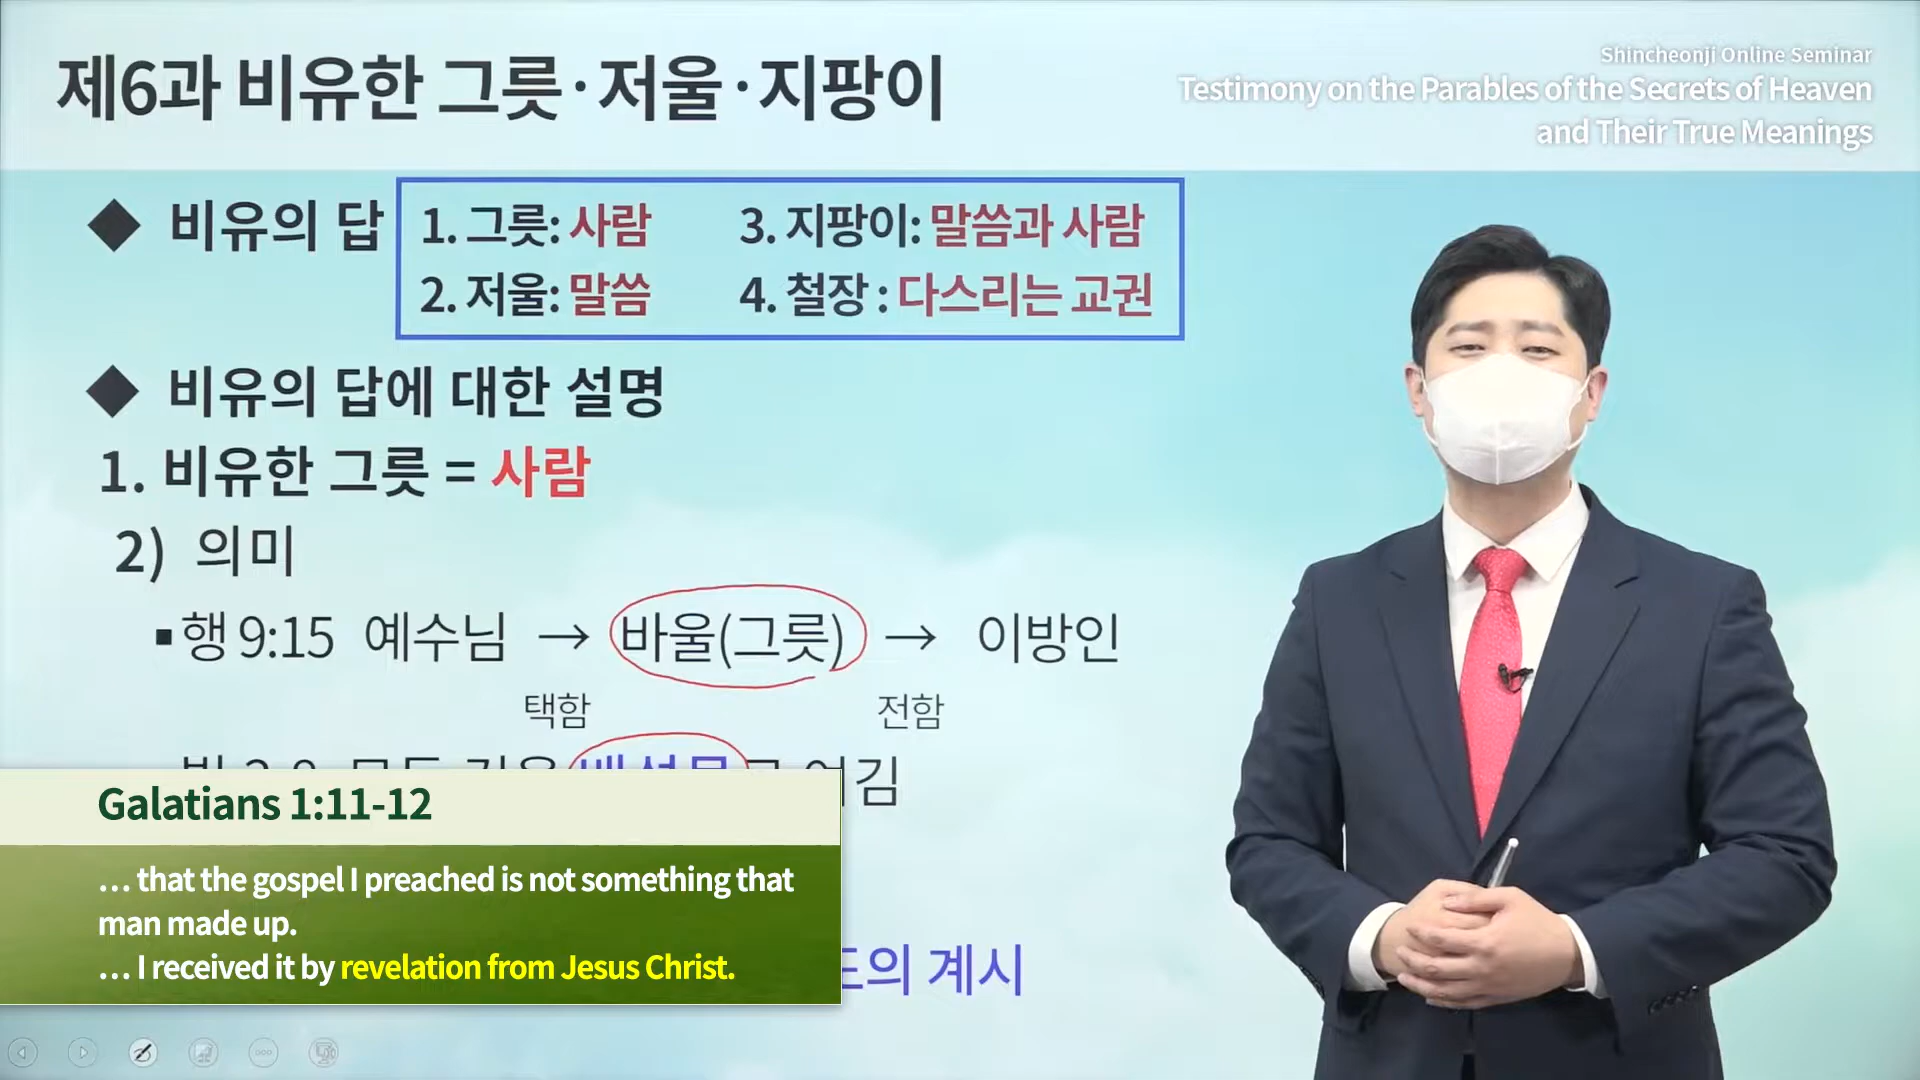 제6과 비유한 그릇·저울·지팡이
Shincheonji Online Seminar
Testimony on the Parables of the Secrets of Heaven
and Their True Meanings
◆ 비유의 답
1. 그릇: 사람
3. 지팡이: 말씀과 사람
2. 저울: 말씀
4. 철장 : 다스리는 교권
◆ 비유의 답에 대한 설명
1. 비유한 그릇 = 사람
2) 의미
▪행 9:15 예수님 → 바울(그릇) → 이방인
택함 전함
여김
Galatians 1:11-12
… that the gospel I preached is not something that
man made up.
… I received it by revelation from Jesus Christ.
의 계시